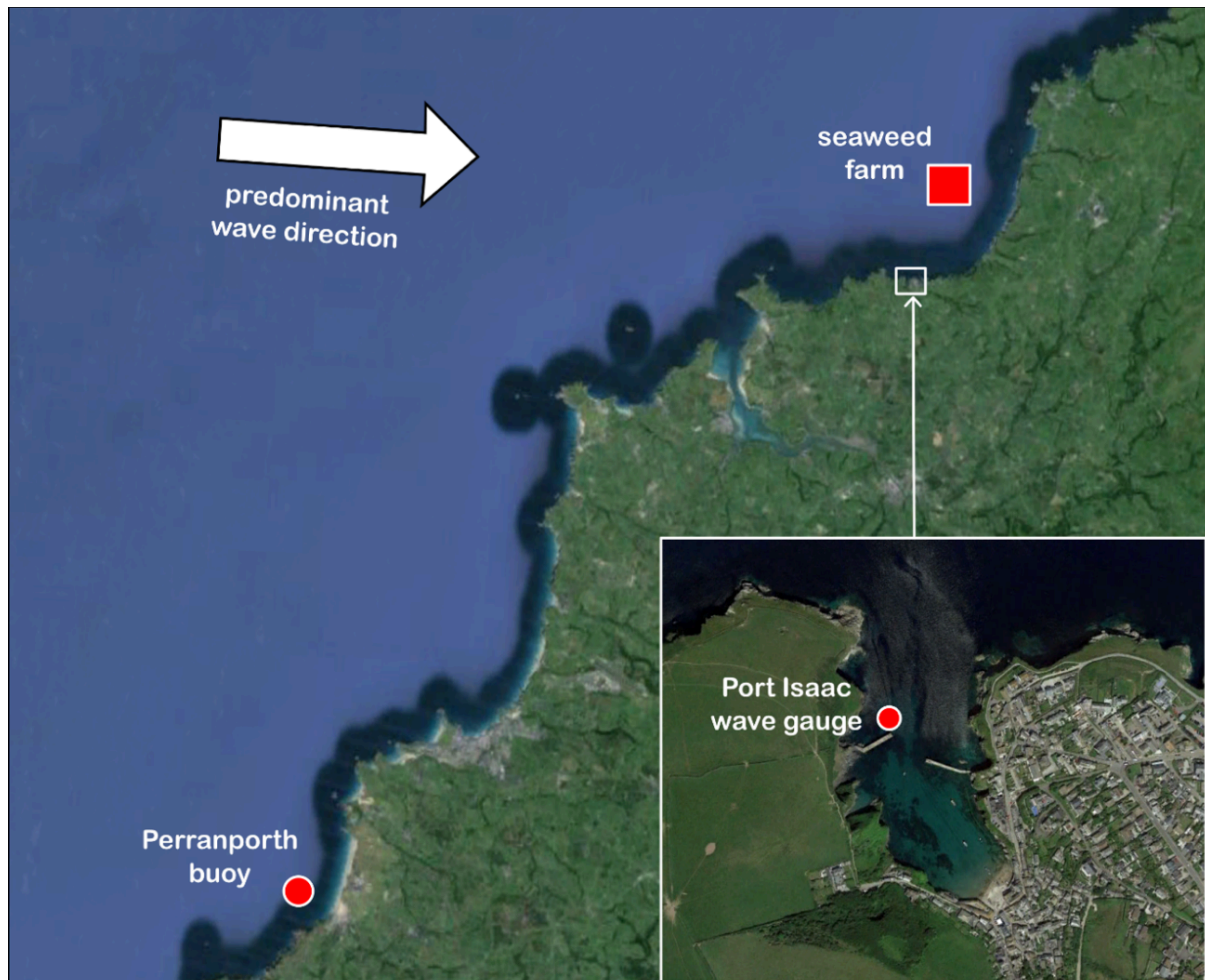 predominant
wave direction
seaweed
farm
Perranporth
buoy
Port Isaac
wave gauge